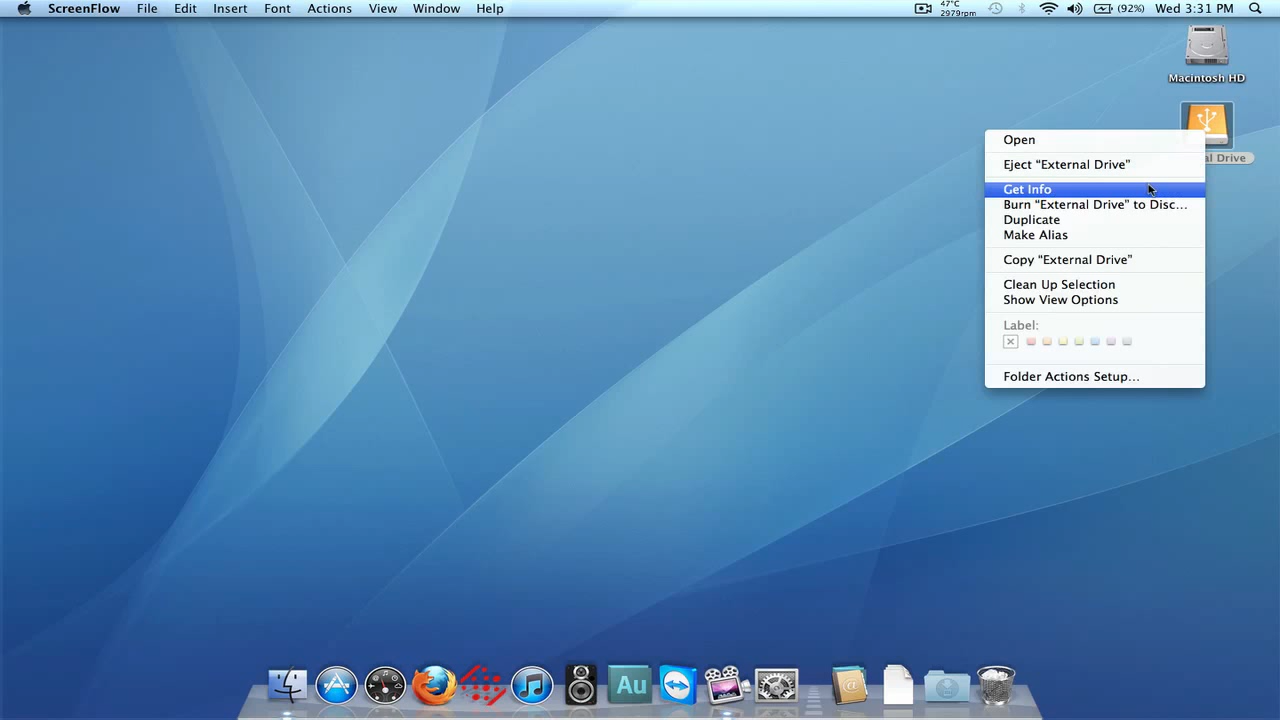 ScreenFlow File Edit Insert Font Actions View Window Help 47°C 2979rpm (92%) Wed 3:31 PM
Macintosh HD
al Drive
Open
Eject “External Drive”
Get Info
Burn “External Drive” to Disc...
Duplicate
Make Alias
Copy “External Drive”
Clean Up Selection
Show View Options
Label:
Folder Actions Setup...
Au